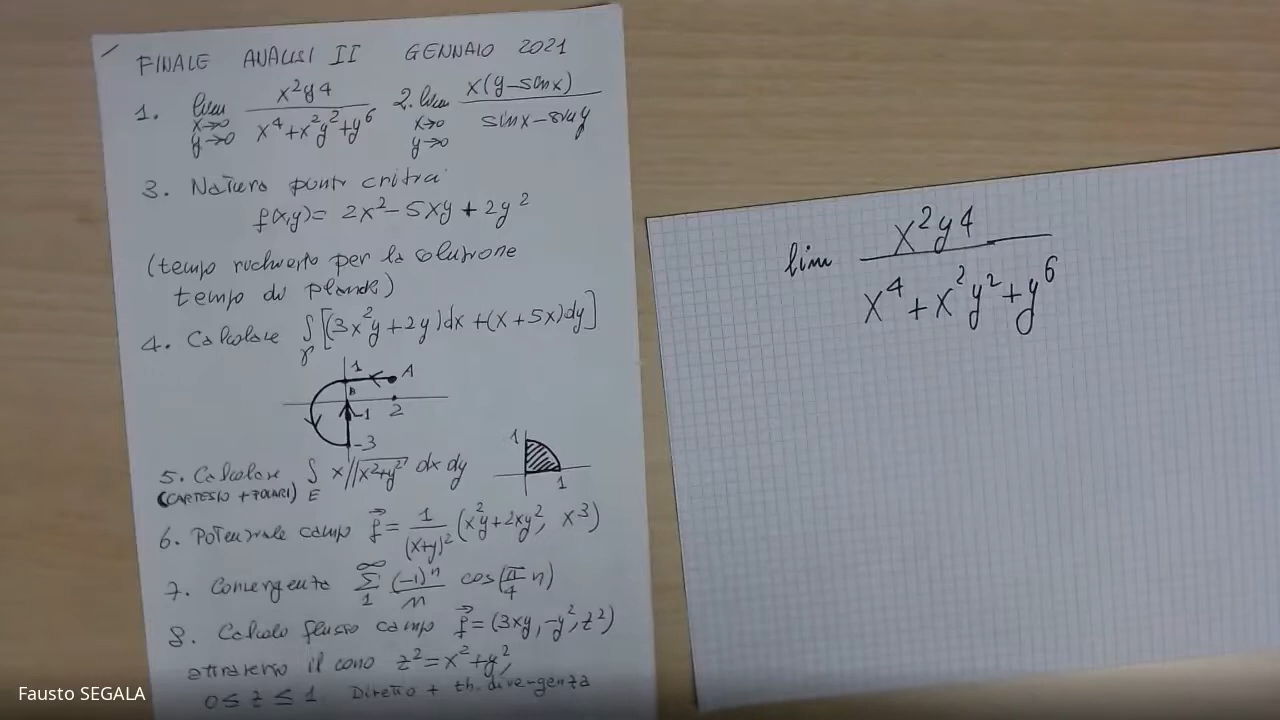 FINALE ANALISI II GENNAIO 2021
1. lim x→0 y→0 x²y4 / x⁴+x²y²+y⁶ 2. lim x→0 y→0 x(y-sinx) / sinx-siny
3. Natura punti critici
f(x,y)= 2x²-5xy+2y²
(tempo richiesto per la soluzione
tempo di planck)
4. Calcolare ∫γ [(3x²y+2y)dx+(x+5x)dy]
1 A
B
-1 2
-3
5. Calcolare ∫E x/√x²+y² dx dy
(CARTESIO + POLARI)
1
1
6. Potenziale campo f⃗= 1/(x+y)² (x²y+2xy², x³)
7. Convergenza ∑₁^∞ (-1)ⁿ/n cos(π/4 n)
8. Calcolo flusso campo f⃗=(3xy,-y²,z²)
attraverso il cono z²=x²+y²,
0≤z≤1. Diretto + th. divergenza
lim x²y4 / x⁴+x²y²+y⁶
Fausto SEGALA